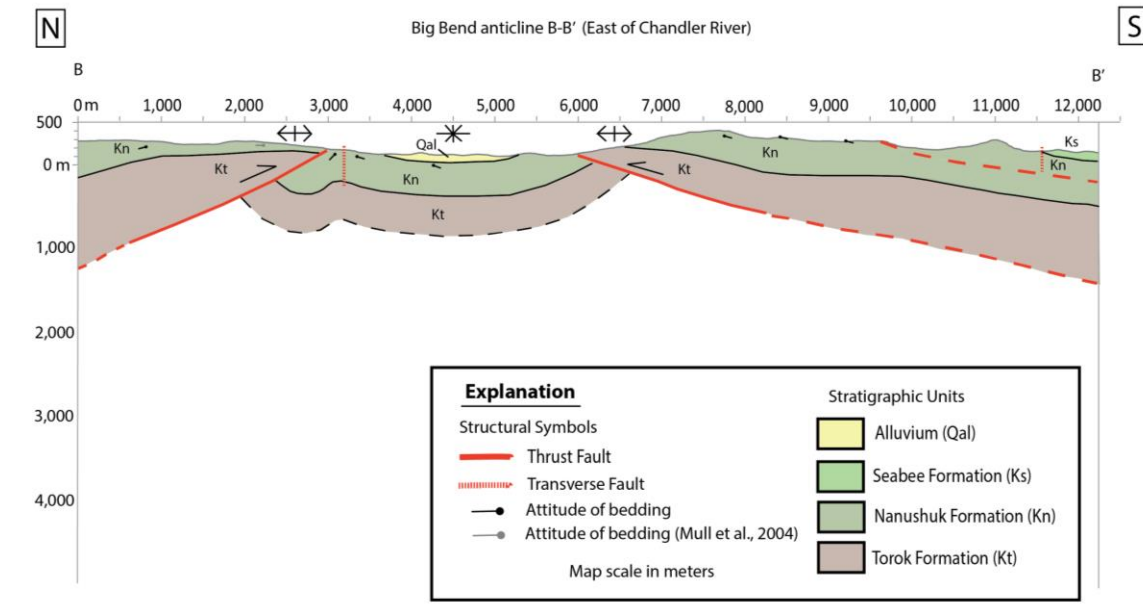 N
Big Bend anticline B-B' (East of Chandler River)
S
B
B'
0 m 1,000 2,000 3,000 4,000 5,000 6,000 7,000 8,000 9,000 10,000 11,000 12,000
500
Kn
Qal
Kn
Ks
0 m
Kt
Kn
Kt
Kn
Kt
1,000
2,000
3,000
4,000
Explanation
Structural Symbols
Thrust Fault
Transverse Fault
Attitude of bedding
Attitude of bedding (Mull et al., 2004)
Map scale in meters
Stratigraphic Units
Alluvium (Qal)
Seabee Formation (Ks)
Nanushuk Formation (Kn)
Torok Formation (Kt)